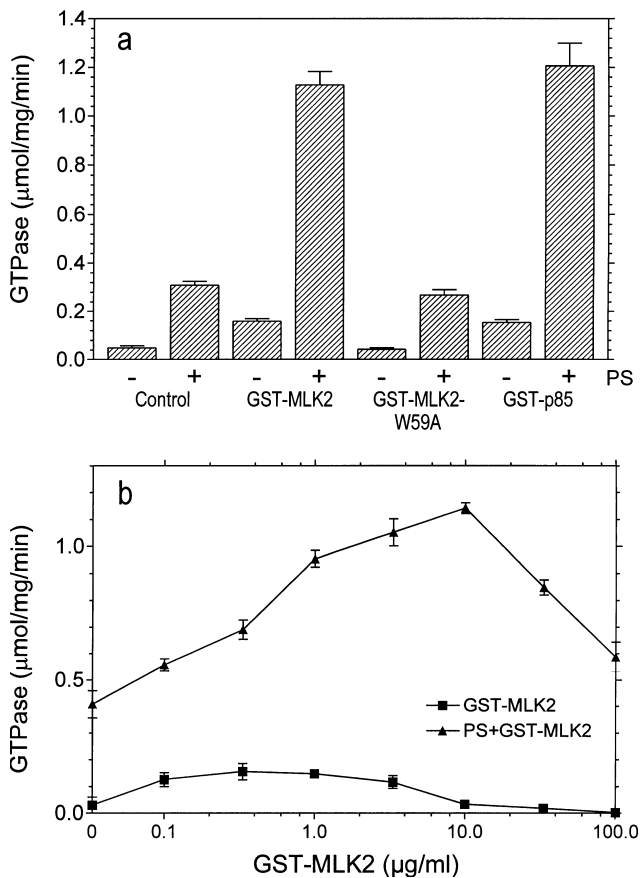 a
GTPase (μmol/mg/min)
1.4
1.2
1.0
0.8
0.6
0.4
0.2
0.0
- + - + - + - + PS
Control GST-MLK2 GST-MLK2-W59A GST-p85
b
GTPase (μmol/mg/min)
1.0
0.5
0.0
GST-MLK2
PS+GST-MLK2
0 0.1 1.0 10.0 100.0
GST-MLK2 (μg/ml)